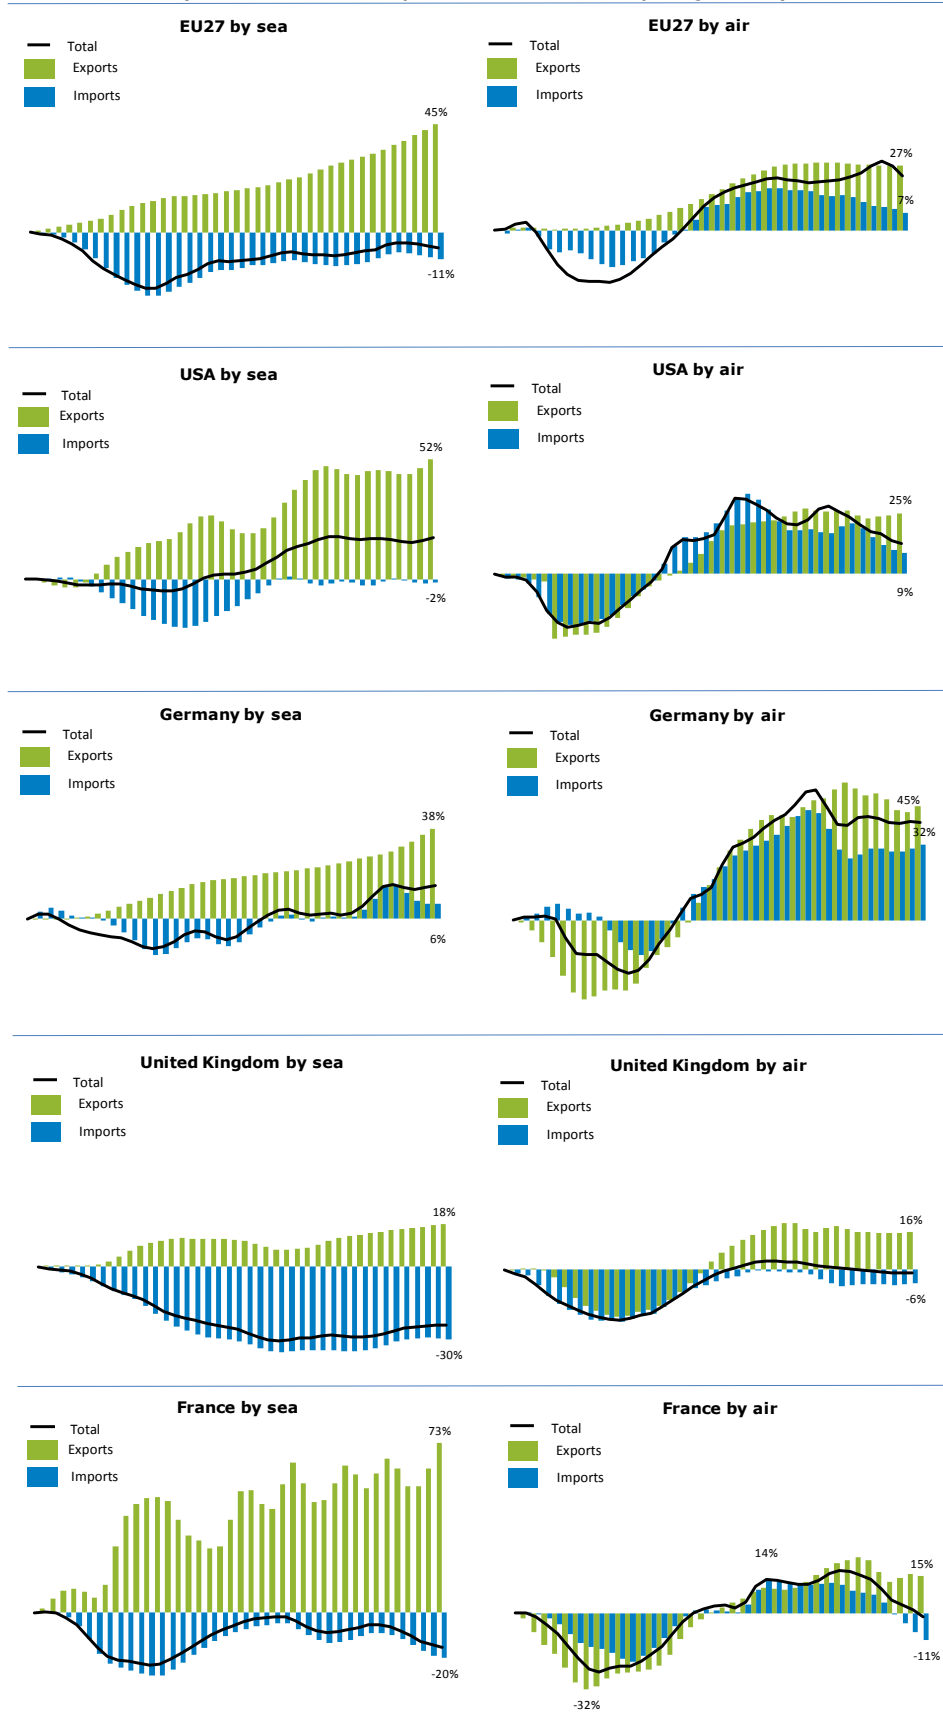 EU27 by sea
Total
Exports
Imports
45%
-11%
EU27 by air
Total
Exports
Imports
27%
7%
USA by sea
Total
Exports
Imports
52%
-2%
USA by air
Total
Exports
Imports
25%
9%
Germany by sea
Total
Exports
Imports
38%
6%
Germany by air
Total
Exports
Imports
45%
32%
United Kingdom by sea
Total
Exports
Imports
18%
-30%
United Kingdom by air
Total
Exports
Imports
16%
-6%
France by sea
Total
Exports
Imports
73%
-20%
France by air
Total
Exports
Imports
14%
15%
-11%
-32%